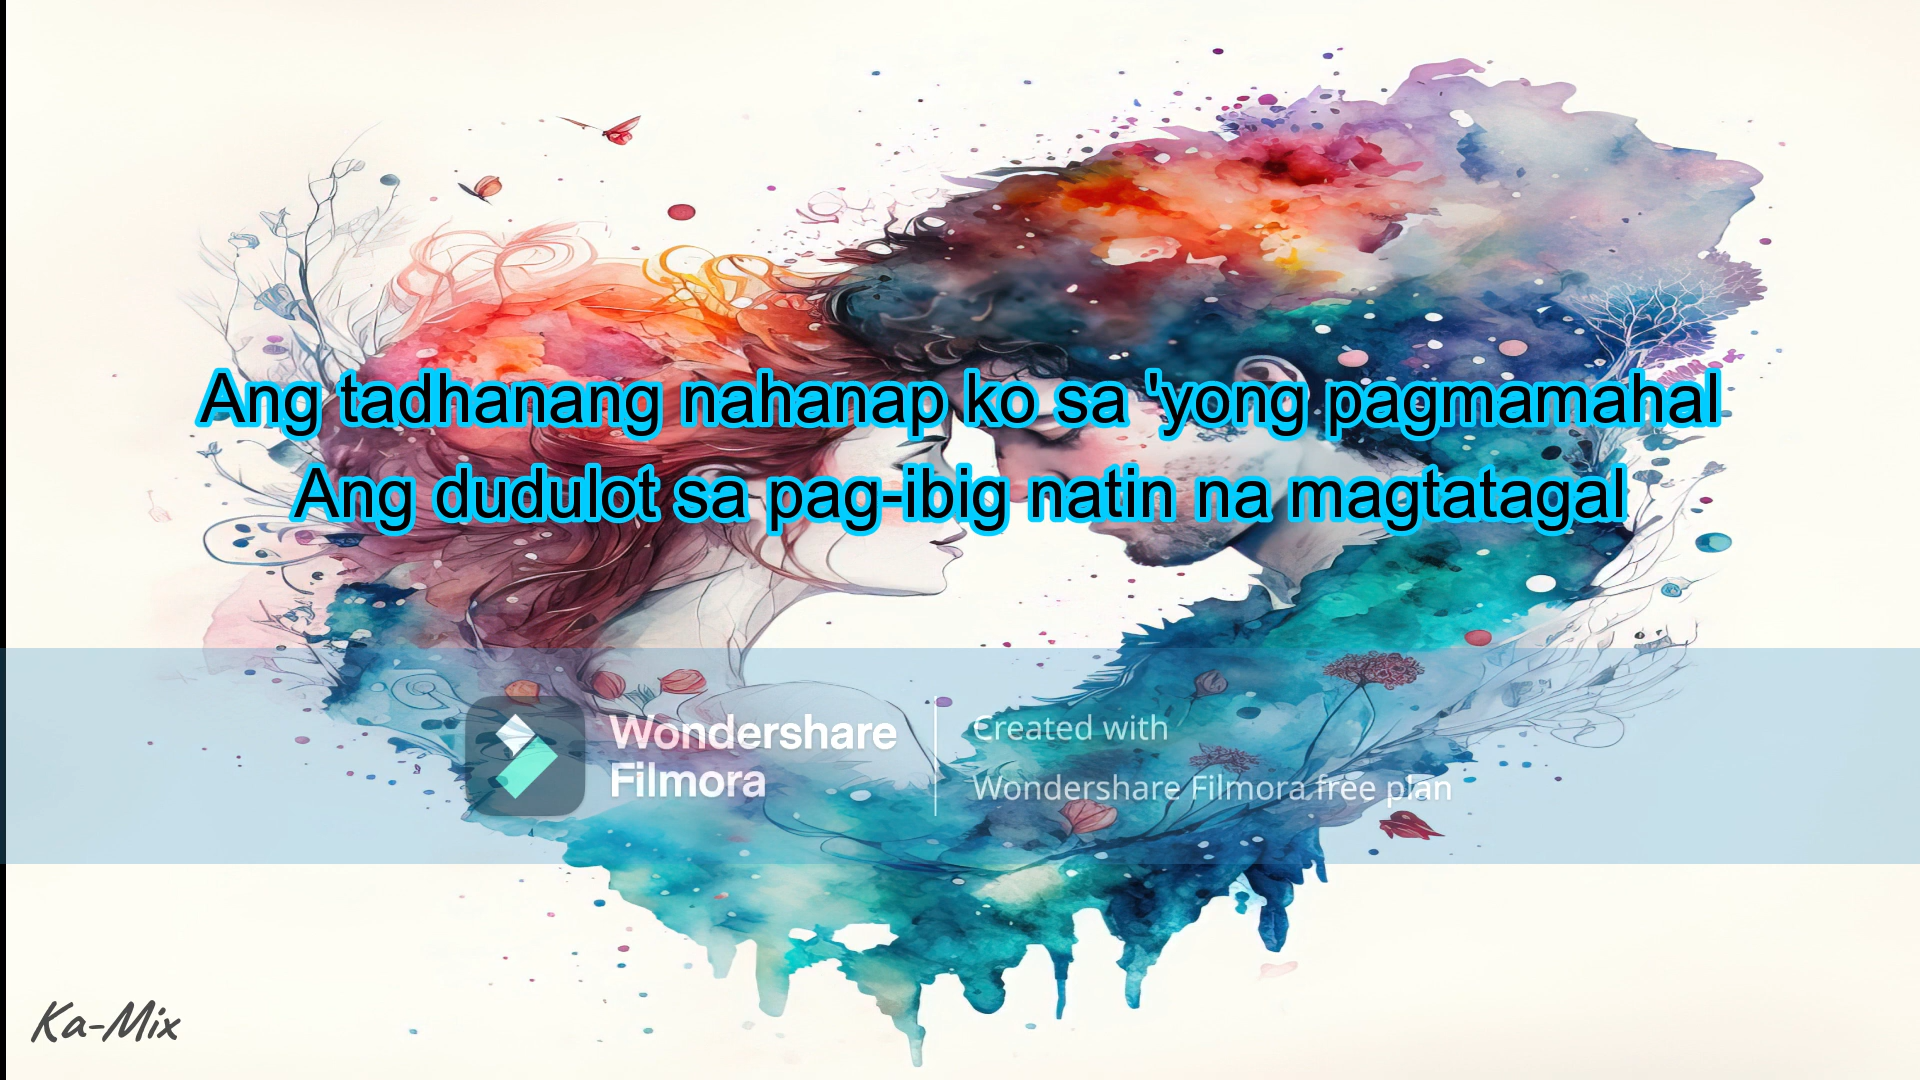 Ang tadhanang nahanap ko sa 'yong pagmamahal
Ang dudulot sa pag-ibig natin na magtatagal
Wondershare
Filmora
Created with
Wondershare Filmora free plan
Ka-Mix